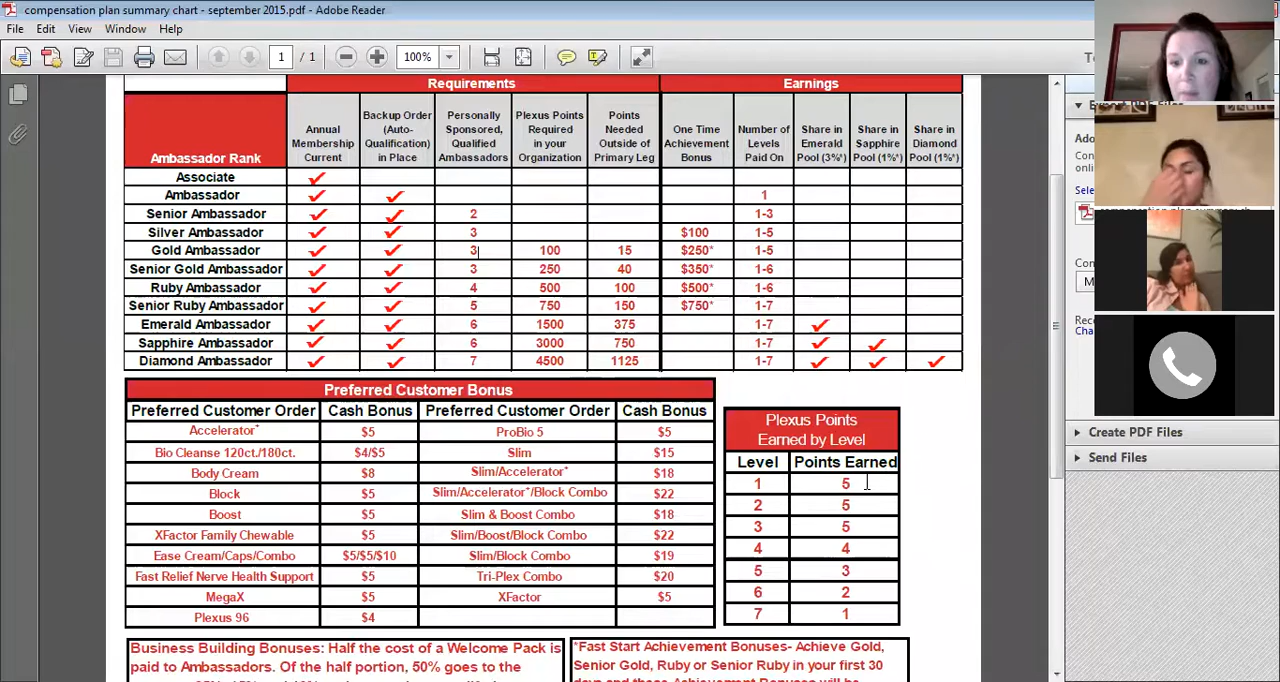 compensation plan summary chart - september 2015.pdf - Adobe Reader
File Edit View Window Help
1 / 1 100%
Requirements Earnings
Ambassador Rank Annual Membership Current Backup Order (Auto-Qualification) in Place Personally Sponsored, Qualified Ambassadors Plexus Points Required in your Organization Points Needed Outside of Primary Leg One Time Achievement Bonus Number of Levels Paid On Share in Emerald Pool (3%*) Share in Sapphire Pool (1%*) Share in Diamond Pool (1%*)
Associate ✓
Ambassador ✓ ✓ 1
Senior Ambassador ✓ ✓ 2 1-3
Silver Ambassador ✓ ✓ 3 $100 1-5
Gold Ambassador ✓ ✓ 3 100 15 $250* 1-5
Senior Gold Ambassador ✓ ✓ 3 250 40 $350* 1-6
Ruby Ambassador ✓ ✓ 4 500 100 $500* 1-6
Senior Ruby Ambassador ✓ ✓ 5 750 150 $750* 1-7
Emerald Ambassador ✓ ✓ 6 1500 375 1-7 ✓
Sapphire Ambassador ✓ ✓ 6 3000 750 1-7 ✓ ✓
Diamond Ambassador ✓ ✓ 7 4500 1125 1-7 ✓ ✓ ✓
Preferred Customer Bonus
Preferred Customer Order Cash Bonus Preferred Customer Order Cash Bonus
Accelerator* $5 ProBio 5 $5
Bio Cleanse 120ct./180ct. $4/$5 Slim $15
Body Cream $8 Slim/Accelerator* $18
Block $5 Slim/Accelerator*/Block Combo $22
Boost $5 Slim & Boost Combo $18
XFactor Family Chewable $5 Slim/Boost/Block Combo $22
Ease Cream/Caps/Combo $5/$5/$10 Slim/Block Combo $19
Fast Relief Nerve Health Support $5 Tri-Plex Combo $20
MegaX $5 XFactor $5
Plexus 96 $4
Plexus Points
Earned by Level
Level Points Earned
1 5
2 5
3 5
4 4
5 3
6 2
7 1
Business Building Bonuses: Half the cost of a Welcome Pack is
paid to Ambassadors. Of the half portion, 50% goes to the
*Fast Start Achievement Bonuses- Achieve Gold,
Senior Gold, Ruby or Senior Ruby in your first 30
Create PDF Files
Send Files